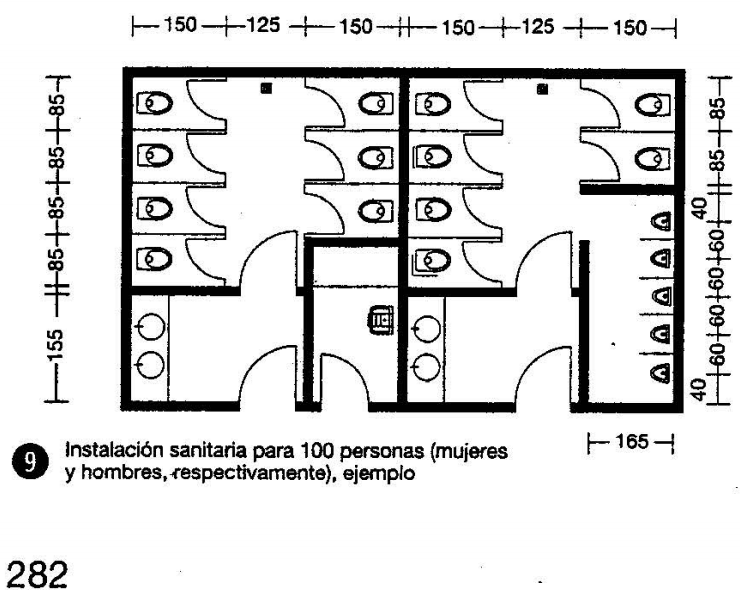 150 125 150 150 125 150
85 85 85 85 155
85 85 40 60 60 60 60 40
165
9 Instalación sanitaria para 100 personas (mujeres
y hombres, respectivamente), ejemplo
282